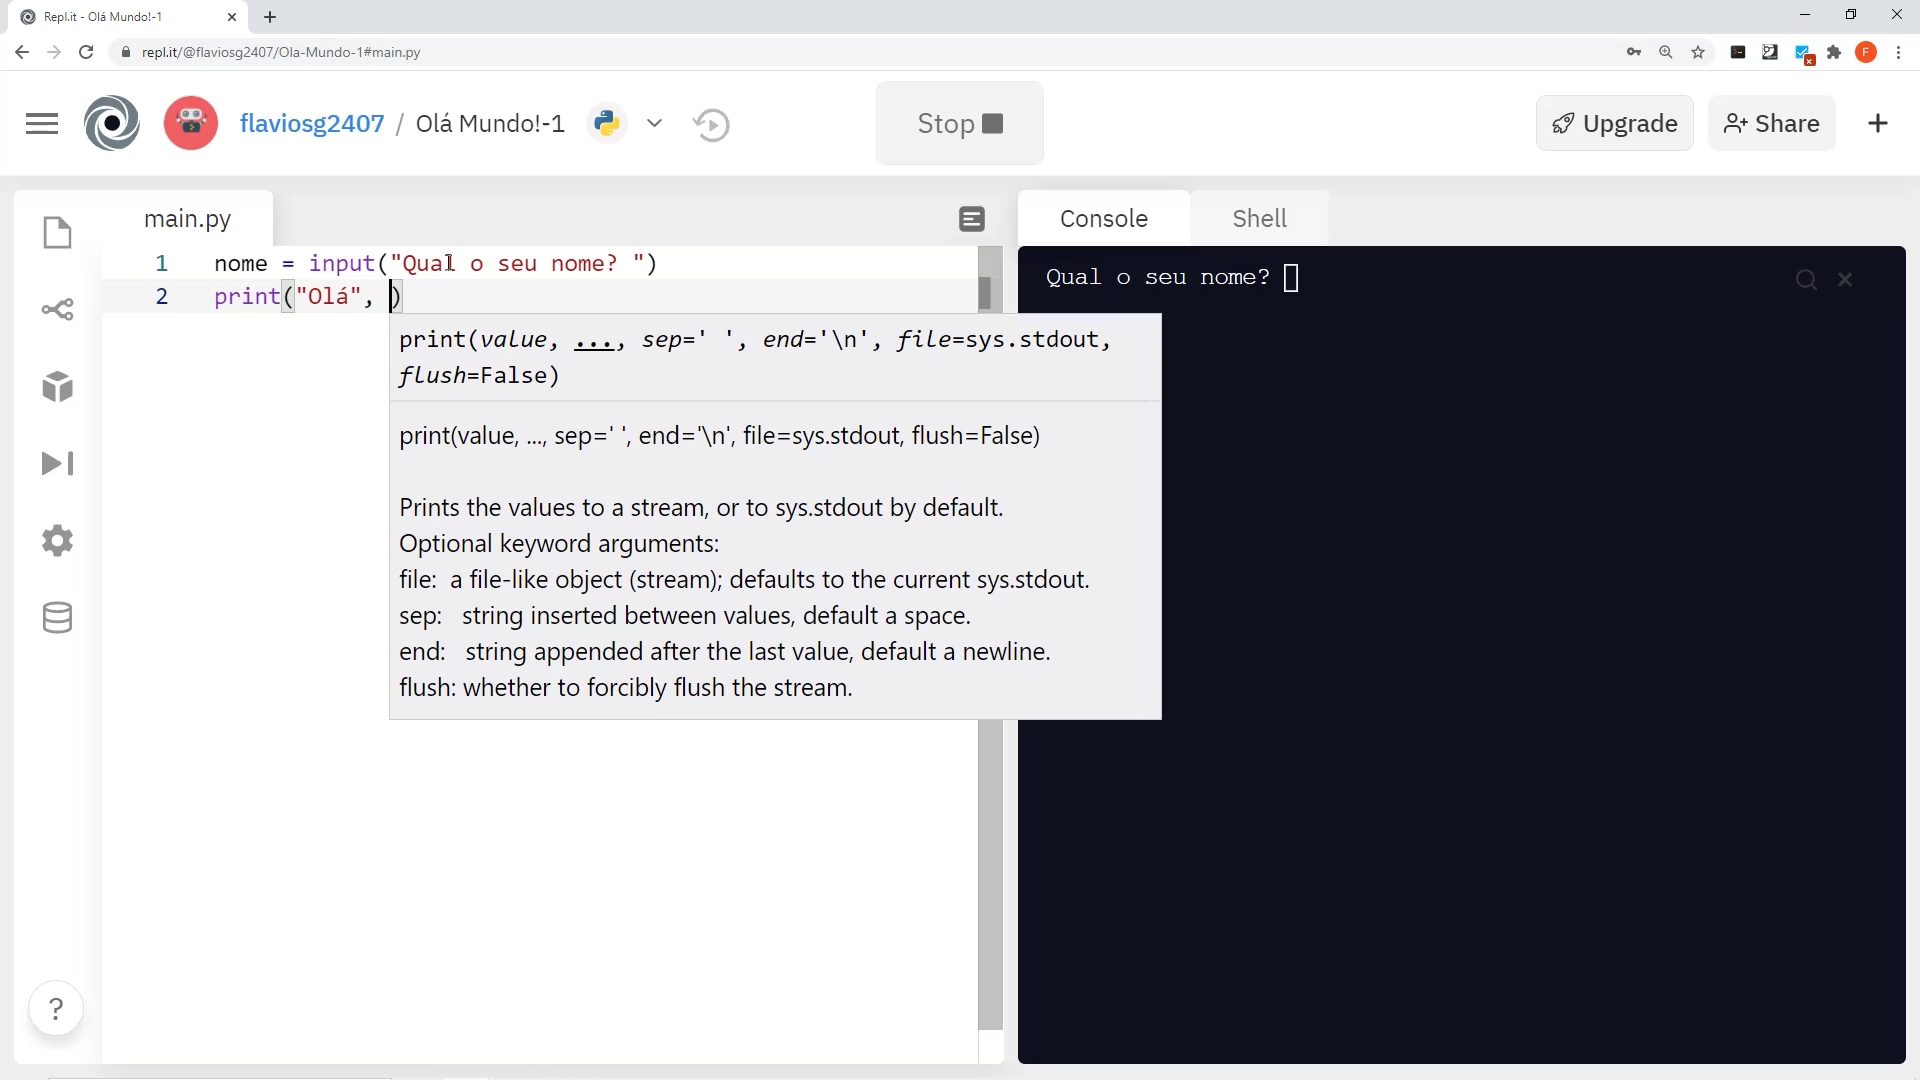 Repl.it - Olá Mundo!-1
repl.it/@flaviosg2407/Ola-Mundo-1#main.py
F
flaviosg2407 / Olá Mundo!-1
Stop
Upgrade
Share
main.py
1 nome = input("Qual o seu nome? ")
2 print("Olá", )
print(value, ..., sep=' ', end='\n', file=sys.stdout,
flush=False)
print(value, ..., sep=' ', end='\n', file=sys.stdout, flush=False)
Prints the values to a stream, or to sys.stdout by default.
Optional keyword arguments:
file: a file-like object (stream); defaults to the current sys.stdout.
sep: string inserted between values, default a space.
end: string appended after the last value, default a newline.
flush: whether to forcibly flush the stream.
?
Console
Shell
Qual o seu nome?